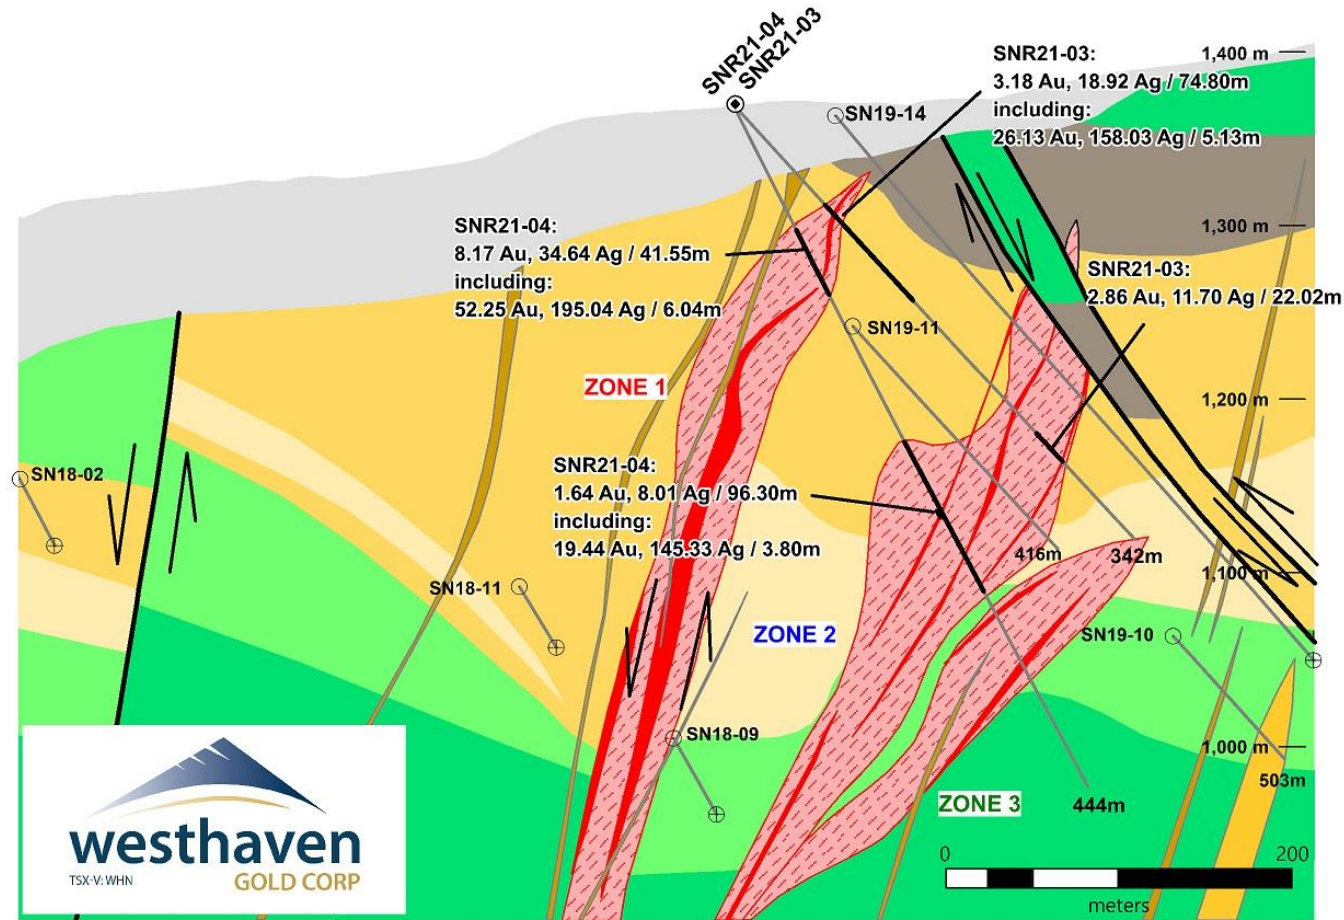 SNR21-04
SNR21-03
SN19-14
SNR21-03:
3.18 Au, 18.92 Ag / 74.80m
including:
26.13 Au, 158.03 Ag / 5.13m
1,400 m
SNR21-04:
8.17 Au, 34.64 Ag / 41.55m
including:
52.25 Au, 195.04 Ag / 6.04m
1,300 m
SNR21-03:
2.86 Au, 11.70 Ag / 22.02m
SN19-11
ZONE 1
1,200 m
SN18-02
SNR21-04:
1.64 Au, 8.01 Ag / 96.30m
including:
19.44 Au, 145.33 Ag / 3.80m
416m
342m
1,100 m
SN18-11
ZONE 2
SN19-10
SN18-09
1,000 m
503m
ZONE 3
444m
westhaven
TSX-V: WHN
GOLD CORP
0
200
meters